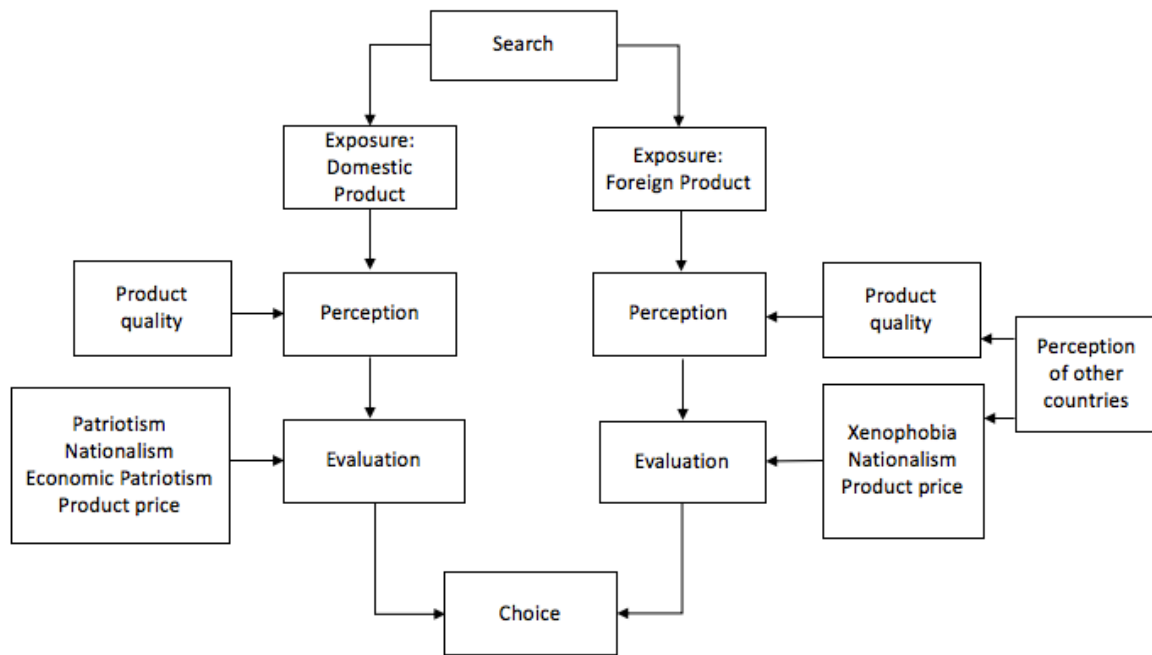 Search
Exposure:
Domestic
Product
Exposure:
Foreign Product
Product
quality
Perception
Perception
Product
quality
Perception
of other
countries
Patriotism
Nationalism
Economic Patriotism
Product price
Evaluation
Evaluation
Xenophobia
Nationalism
Product price
Choice